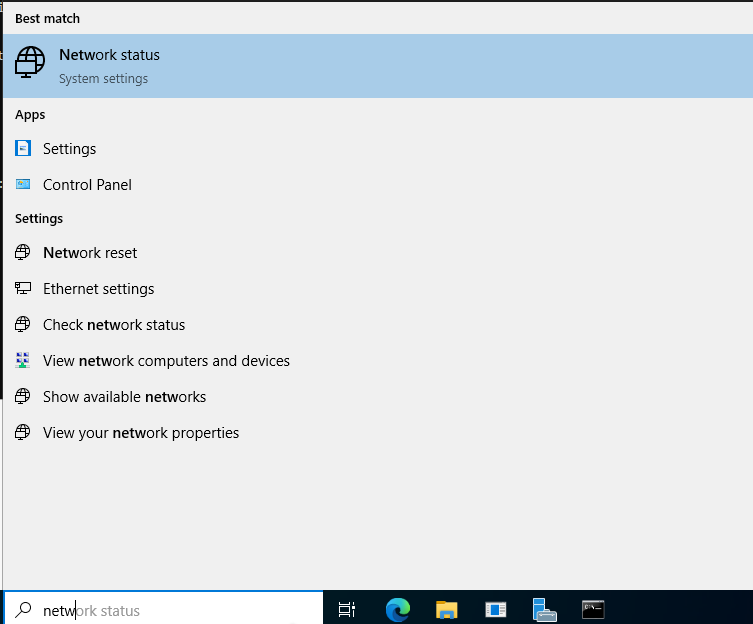 Best match
Network status
System settings
Apps
Settings
Control Panel
Settings
Network reset
Ethernet settings
Check network status
View network computers and devices
Show available networks
View your network properties
network status